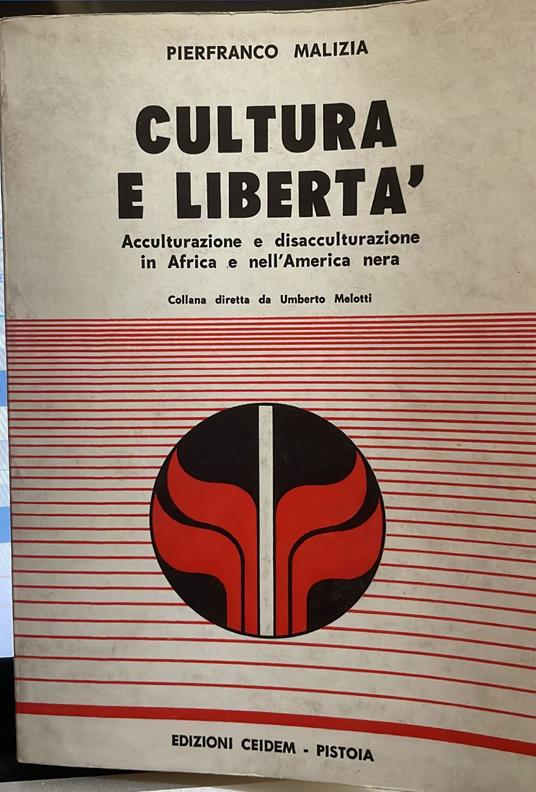 PIERFRANCO MALIZIA
CULTURA
E LIBERTA'
Acculturazione e disacculturazione
in Africa e nell'America nera
Collana diretta da Umberto Melotti
EDIZIONI CEIDEM - PISTOIA